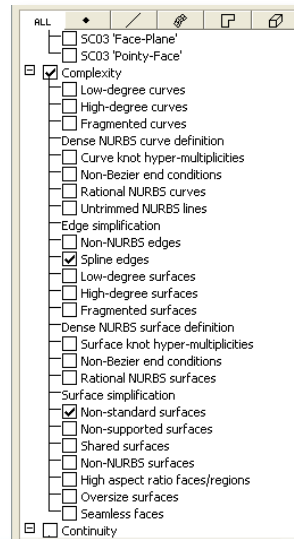 ALL
SC03 'Face-Plane'
SC03 'Pointy-Face'
Complexity
Low-degree curves
High-degree curves
Fragmented curves
Dense NURBS curve definition
Curve knot hyper-multiplicities
Non-Bezier end conditions
Rational NURBS curves
Untrimmed NURBS lines
Edge simplification
Non-NURBS edges
Spline edges
Low-degree surfaces
High-degree surfaces
Fragmented surfaces
Dense NURBS surface definition
Surface knot hyper-multiplicities
Non-Bezier end conditions
Rational NURBS surfaces
Surface simplification
Non-standard surfaces
Non-supported surfaces
Shared surfaces
Non-NURBS surfaces
High aspect ratio faces/regions
Oversize surfaces
Seamless faces
Continuity